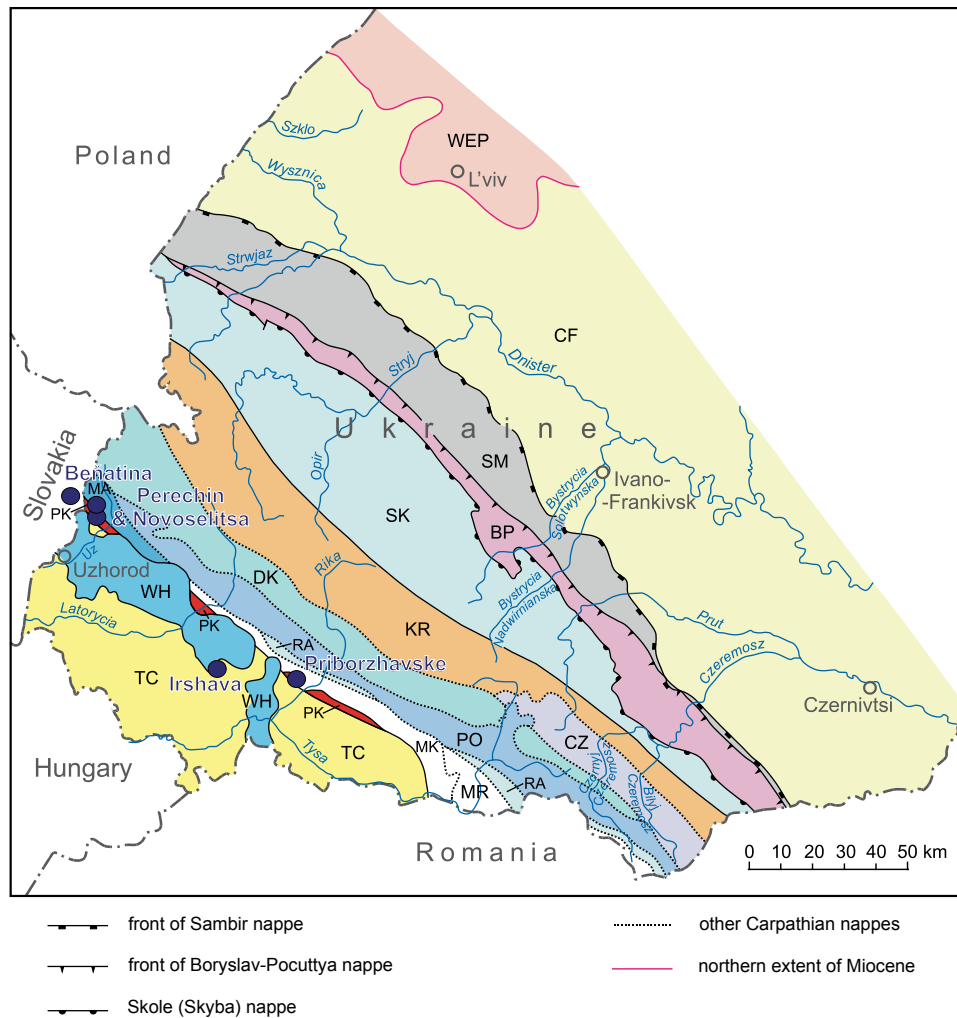 WEP
Szklo
Poland
Wysznica
L'viv
Strwjaz
CF
Dnister
Stryj
Ukraine
Slovakia
Beňatina
MA
Perechin
& Novoselitsa
PK
Opir
SM
Ivano-
-Frankivsk
Bystrycia
Solotwynska
SK
BP
Uz
Uzhorod
Rika
DK
WH
Bystrycia
Nadwirnianska
Latorycia
PK
KR
Prut
RA
Priborzhavske
Czeremosz
TC
Irshava
WH
Czernivtsi
PK
PO
CZ
MK
Hungary
Tysa
TC
Czernyj
Czeremosz
Bilyj
Czeremosz
MR
RA
Romania
0 10 20 30 40 50 km
front of Sambir nappe
other Carpathian nappes
front of Boryslav-Pocuttya nappe
northern extent of Miocene
Skole (Skyba) nappe